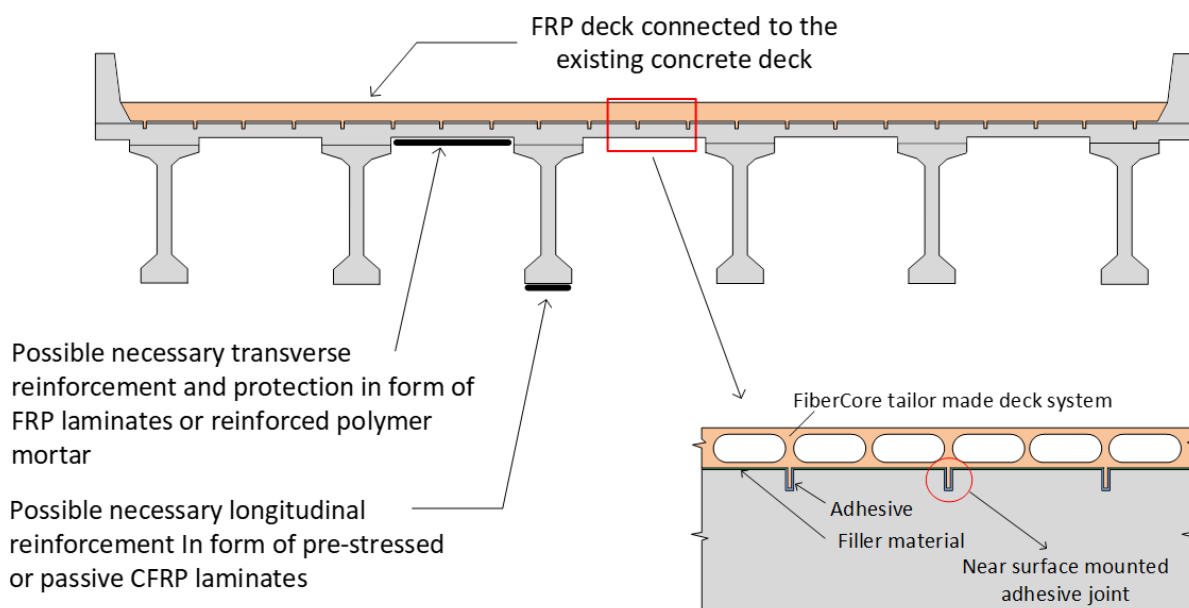 FRP deck connected to the
existing concrete deck
Possible necessary transverse
reinforcement and protection in form of
FRP laminates or reinforced polymer
mortar
Possible necessary longitudinal
reinforcement In form of pre-stressed
or passive CFRP laminates
FiberCore tailor made deck system
Adhesive
Filler material
Near surface mounted
adhesive joint